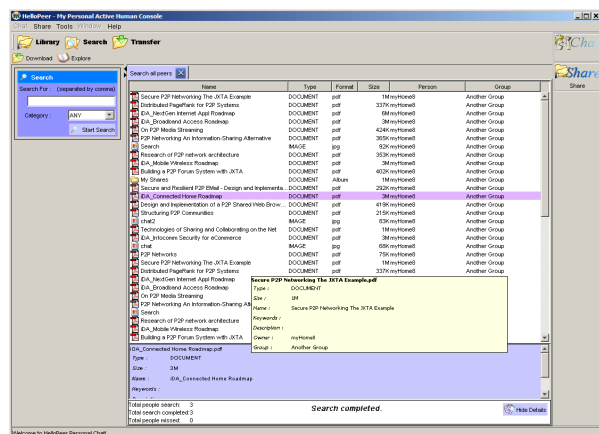 HelloPeer - My Personal Active Human Console
Chat Share Tools Window Help
Library Search Transfer
Download Explore
Search
Search For: (separated by comma)
Category: ANY
Start Search
Search all peers
Name Type Format Size Person Group
Secure P2P Networking The JXTA Example DOCUMENT pdf 1M myHome8 Another Group
Distributed PageRank for P2P Systems DOCUMENT pdf 337K myHome8 Another Group
iDA_NextGen Internet Appl Roadmap DOCUMENT pdf 6M myHome8 Another Group
iDA_Broadband Access Roadmap DOCUMENT pdf 3M myHome8 Another Group
On P2P Media Streaming DOCUMENT pdf 424K myHome8 Another Group
P2P Networking An Information-Sharing Alternative DOCUMENT pdf 365K myHome8 Another Group
Search IMAGE jpg 92K myHome8 Another Group
Research of P2P network architecture DOCUMENT pdf 353K myHome8 Another Group
iDA_Mobile Wireless Roadmap DOCUMENT pdf 3M myHome8 Another Group
Building a P2P Forum System with JXTA DOCUMENT pdf 402K myHome8 Another Group
My Shares DOCUMENT Album myHome8 Another Group
Secure and Resilient P2P EMail - Design and Implementa... DOCUMENT pdf 292K myHome8 Another Group
iDA_Connected Home Roadmap DOCUMENT pdf 3M myHome8 Another Group
Design and Implementation of a P2P Shared Web Brow... DOCUMENT pdf 419K myHome8 Another Group
Structuring P2P Communities DOCUMENT pdf 215K myHome8 Another Group
chat2 IMAGE jpg 83K myHome8 Another Group
Technologies of Sharing and Collaborating on the Net DOCUMENT pdf 1M myHome8 Another Group
iDA_Infocomm Security for eCommerce DOCUMENT pdf 3M myHome8 Another Group
chat IMAGE jpg 68K myHome8 Another Group
P2P Networks DOCUMENT pdf 75K myHome8 Another Group
Secure P2P Networking The JXTA Example DOCUMENT pdf 1M myHome8 Another Group
Distributed PageRank for P2P Systems DOCUMENT pdf 337K myHome8 Another Group
iDA_NextGen Internet Appl Roadmap
iDA_Broadband Access Roadmap
On P2P Media Streaming
P2P Networking An Information-Sharing Alt
Search
Research of P2P network architecture
iDA_Mobile Wireless Roadmap
Building a P2P Forum System with JXTA
Secure P2P Networking The JXTA Example.pdf
Type : DOCUMENT
Size : 1M
Name : Secure P2P Networking The JXTA Example
Keywords :
Description :
Owner : myHome8
Group : Another Group
iDA_Connected Home Roadmap.pdf
Type : DOCUMENT
Size : 3M
Name : iDA_Connected Home Roadmap
Keywords :
Total people search: 3
Total search completed: 3
Total people missed: 0
Search completed.
Hide Details
Cha
Share
Share
Welcome to HelloPeer Personal Chat!